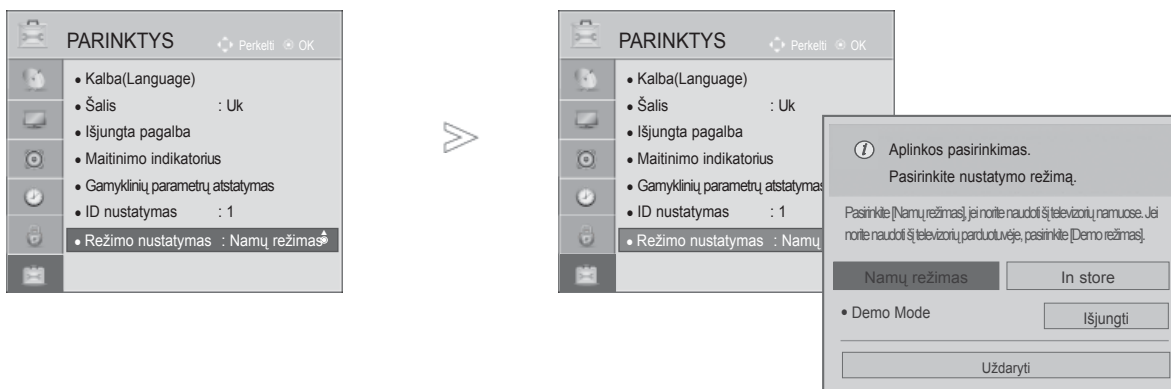 PARINKTYS Perkelti OK
• Kalba(Language)
• Šalis : Uk
• Išjungta pagalba
• Maitinimo indikatorius
• Gamyklinių parametrų atstatymas
• ID nustatymas : 1
• Režimo nustatymas : Namų režimas
PARINKTYS Perkelti OK
• Kalba(Language)
• Šalis : Uk
• Išjungta pagalba
• Maitinimo indikatorius
• Gamyklinių parametrų atstatymas
• ID nustatymas : 1
• Režimo nustatymas : Namų
Aplinkos pasirinkimas.
Pasirinkite nustatymo režimą.
Pasirinkite [Namų režimas], jei norite naudoti šį televizorių namuose. Jei
norite naudoti šį televizorių parduotuvėje, pasirinkite [Demo režimas].
Namų režimas In store
• Demo Mode Išjungti
Uždaryti